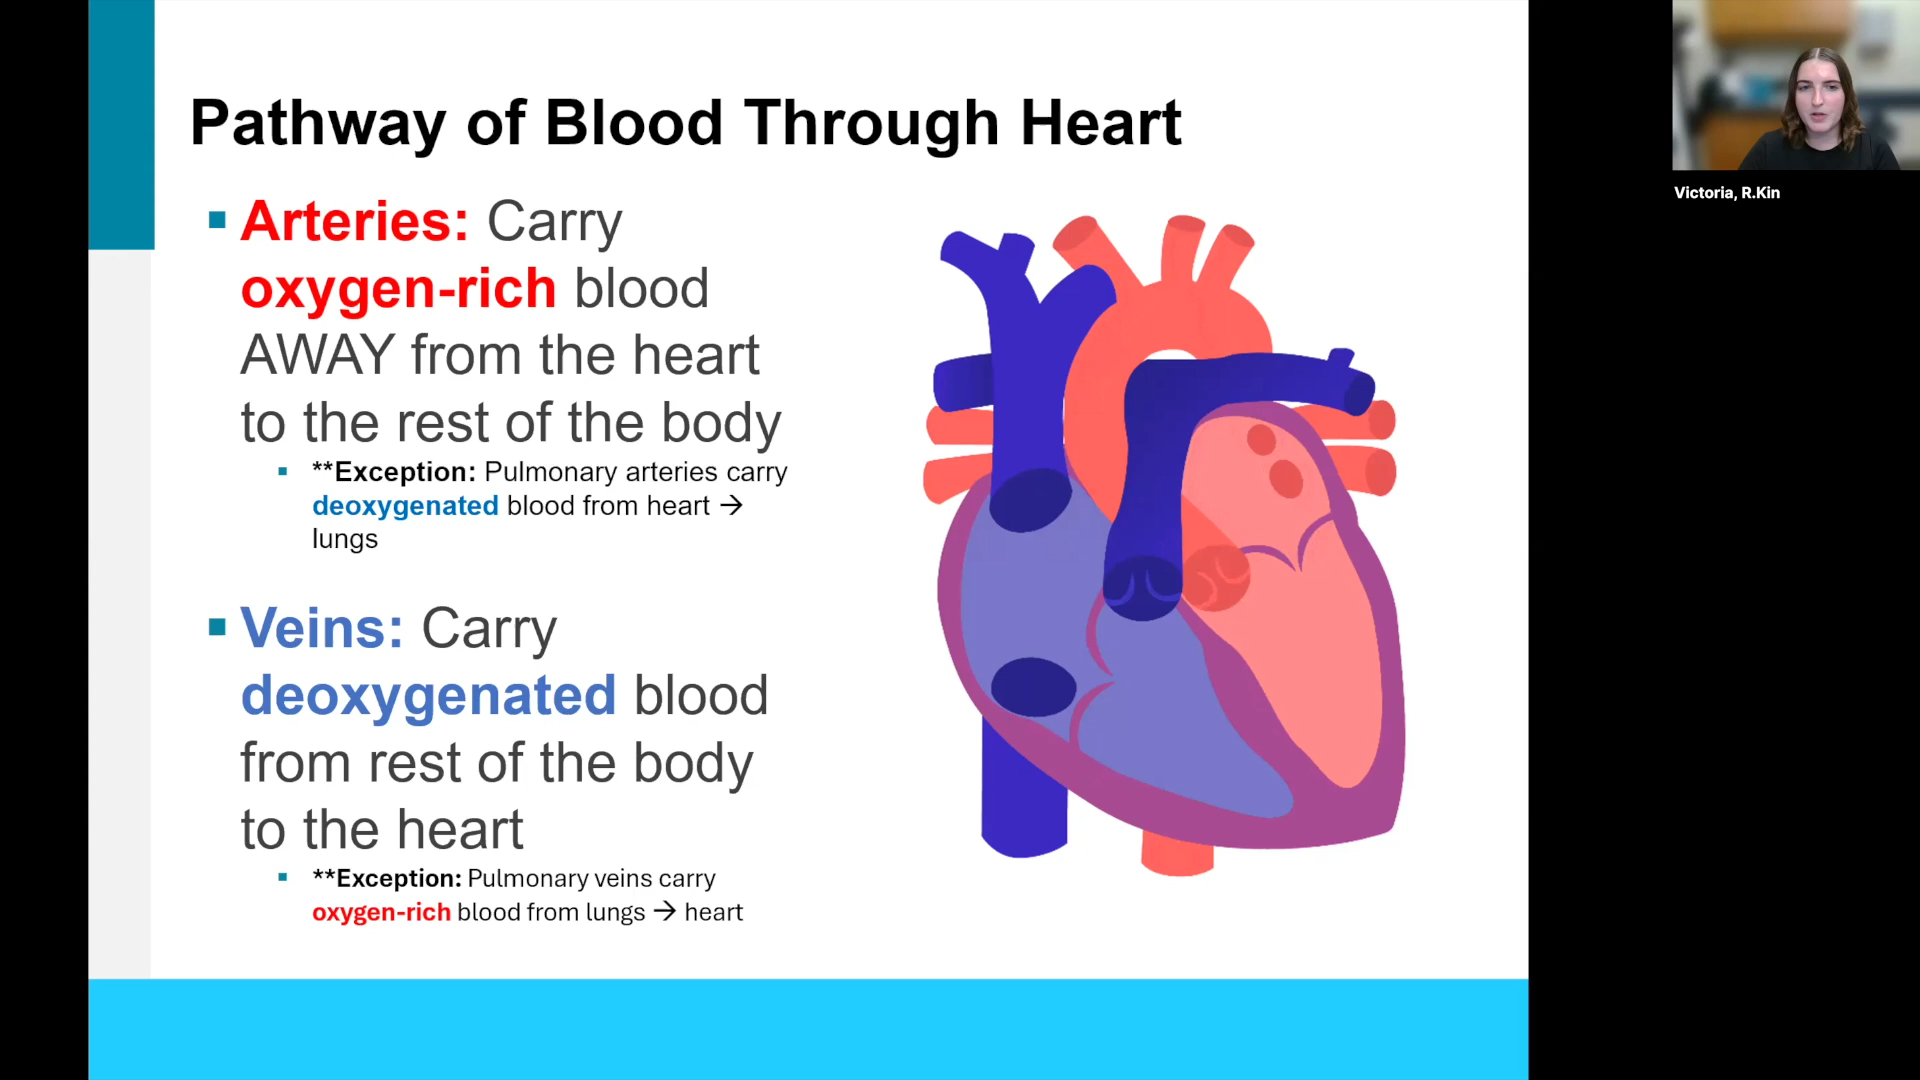 Pathway of Blood Through Heart
Arteries: Carry
oxygen-rich blood
AWAY from the heart
to the rest of the body
**Exception: Pulmonary arteries carry
deoxygenated blood from heart →
lungs
Veins: Carry
deoxygenated blood
from rest of the body
to the heart
**Exception: Pulmonary veins carry
oxygen-rich blood from lungs → heart
Victoria, R.Kin